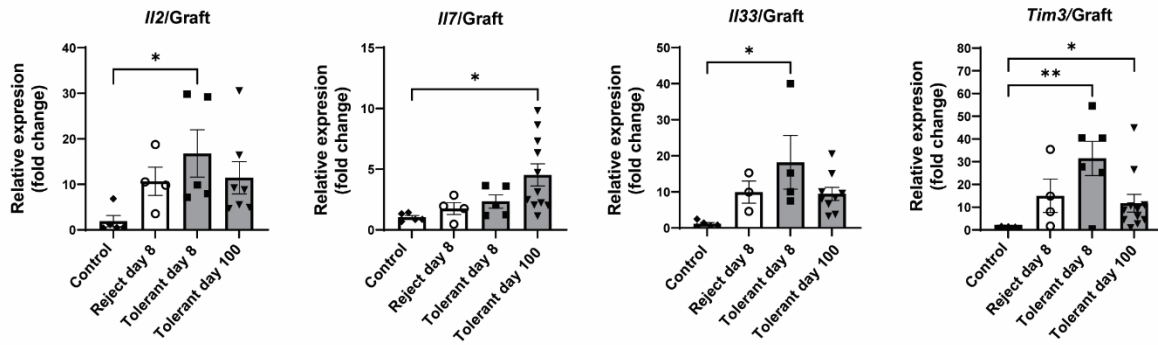 Il2/Graft
Relative expresion
(fold change)
40
30
20
10
0
*
Control
Reject day 8
Tolerant day 8
Tolerant day 100
Il7/Graft
Relative expresion
(fold change)
15
10
5
0
*
Control
Reject day 8
Tolerant day 8
Tolerant day 100
Il33/Graft
Relative expresion
(fold change)
50
40
30
20
10
0
*
Control
Reject day 8
Tolerant day 8
Tolerant day 100
Tim3/Graft
Relative expresion
(fold change)
80
70
60
50
40
30
20
10
0
*
**
Control
Reject day 8
Tolerant day 8
Tolerant day 100